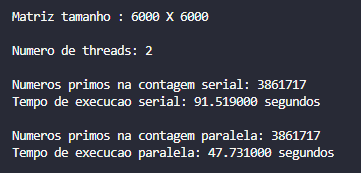 Matriz tamanho : 6000 X 6000
Numero de threads: 2
Numeros primos na contagem serial: 3861717
Tempo de execucao serial: 91.519000 segundos
Numeros primos na contagem paralela: 3861717
Tempo de execucao paralela: 47.731000 segundos